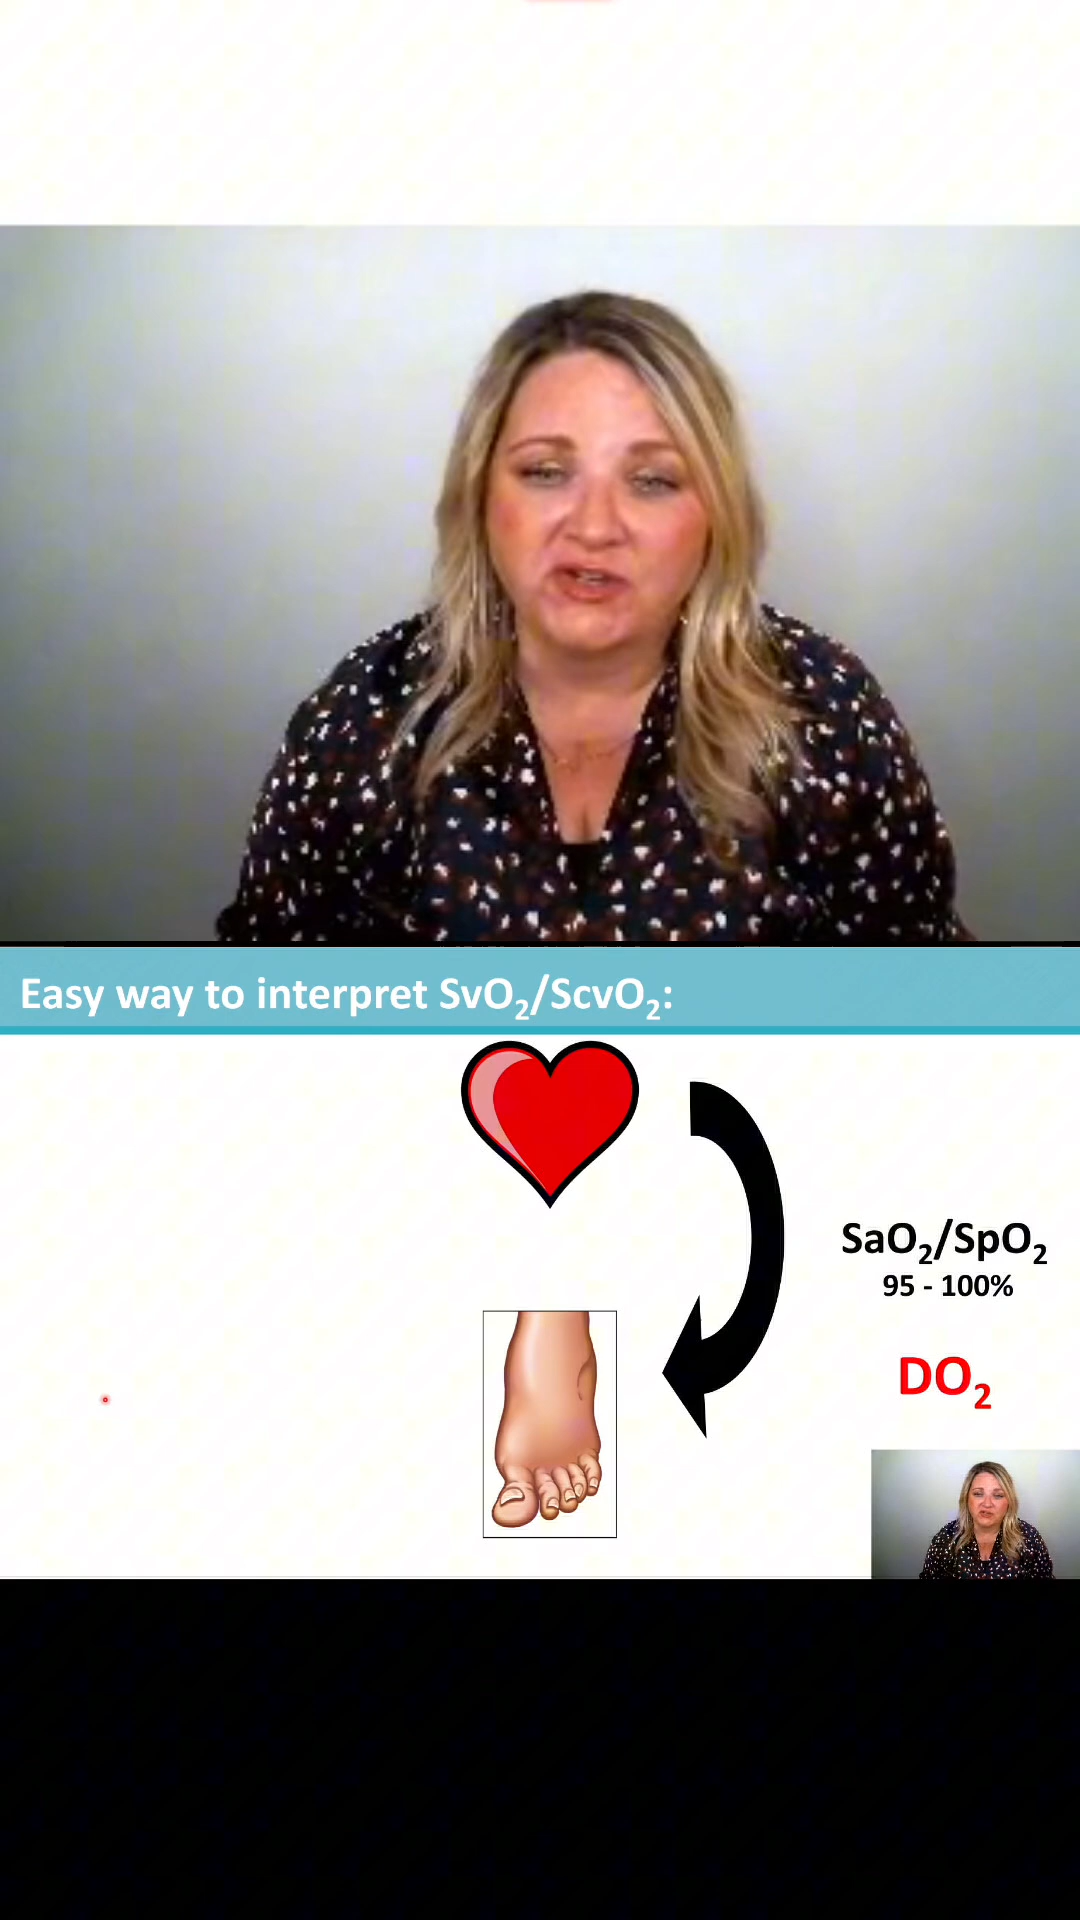 Easy way to interpret SvO₂/ScvO₂:
SaO₂/SpO₂
95 - 100%
DO₂